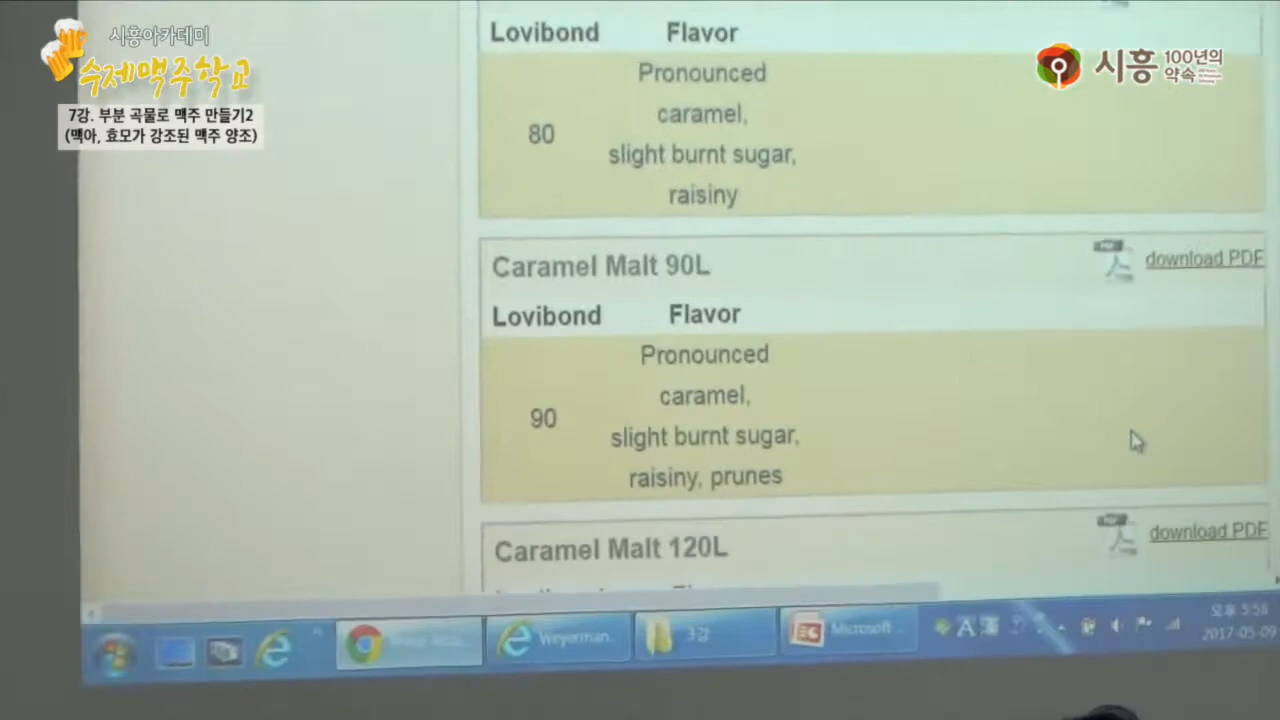 시흥아카데미
수제맥주학교
7강. 부분 곡물로 맥주 만들기2
(맥아, 효모가 강조된 맥주 양조)
시흥 100년의
약속
Lovibond Flavor
80
Pronounced
caramel,
slight burnt sugar,
raisiny
Caramel Malt 90L
download PDF
Lovibond Flavor
90
Pronounced
caramel,
slight burnt sugar,
raisiny, prunes
Caramel Malt 120L
download PDF
Weyerman..
3강
Microsoft ...
A 漢
오후 5:58
2017-05-09